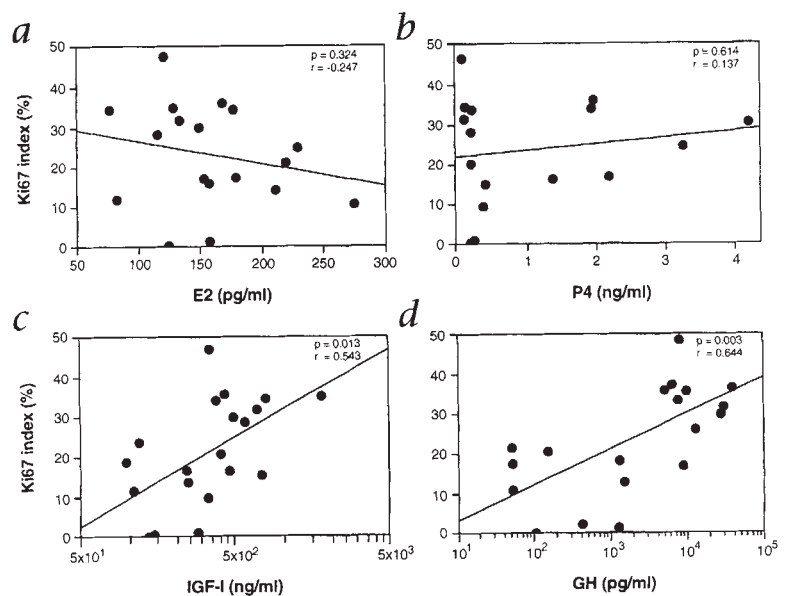 a
p = 0.324
r = -0.247
50
40
30
20
10
0
Ki67 index (%)
50 100 150 200 250 300
E2 (pg/ml)
b
p = 0.614
r = 0.137
50
40
30
20
10
0
0 1 2 3 4
P4 (ng/ml)
c
p = 0.013
r = 0.543
50
40
30
20
10
0
Ki67 index (%)
5x10¹ 5x10² 5x10³
IGF-I (ng/ml)
d
p = 0.003
r = 0.644
50
40
30
20
10
0
10¹ 10² 10³ 10⁴ 10⁵
GH (pg/ml)